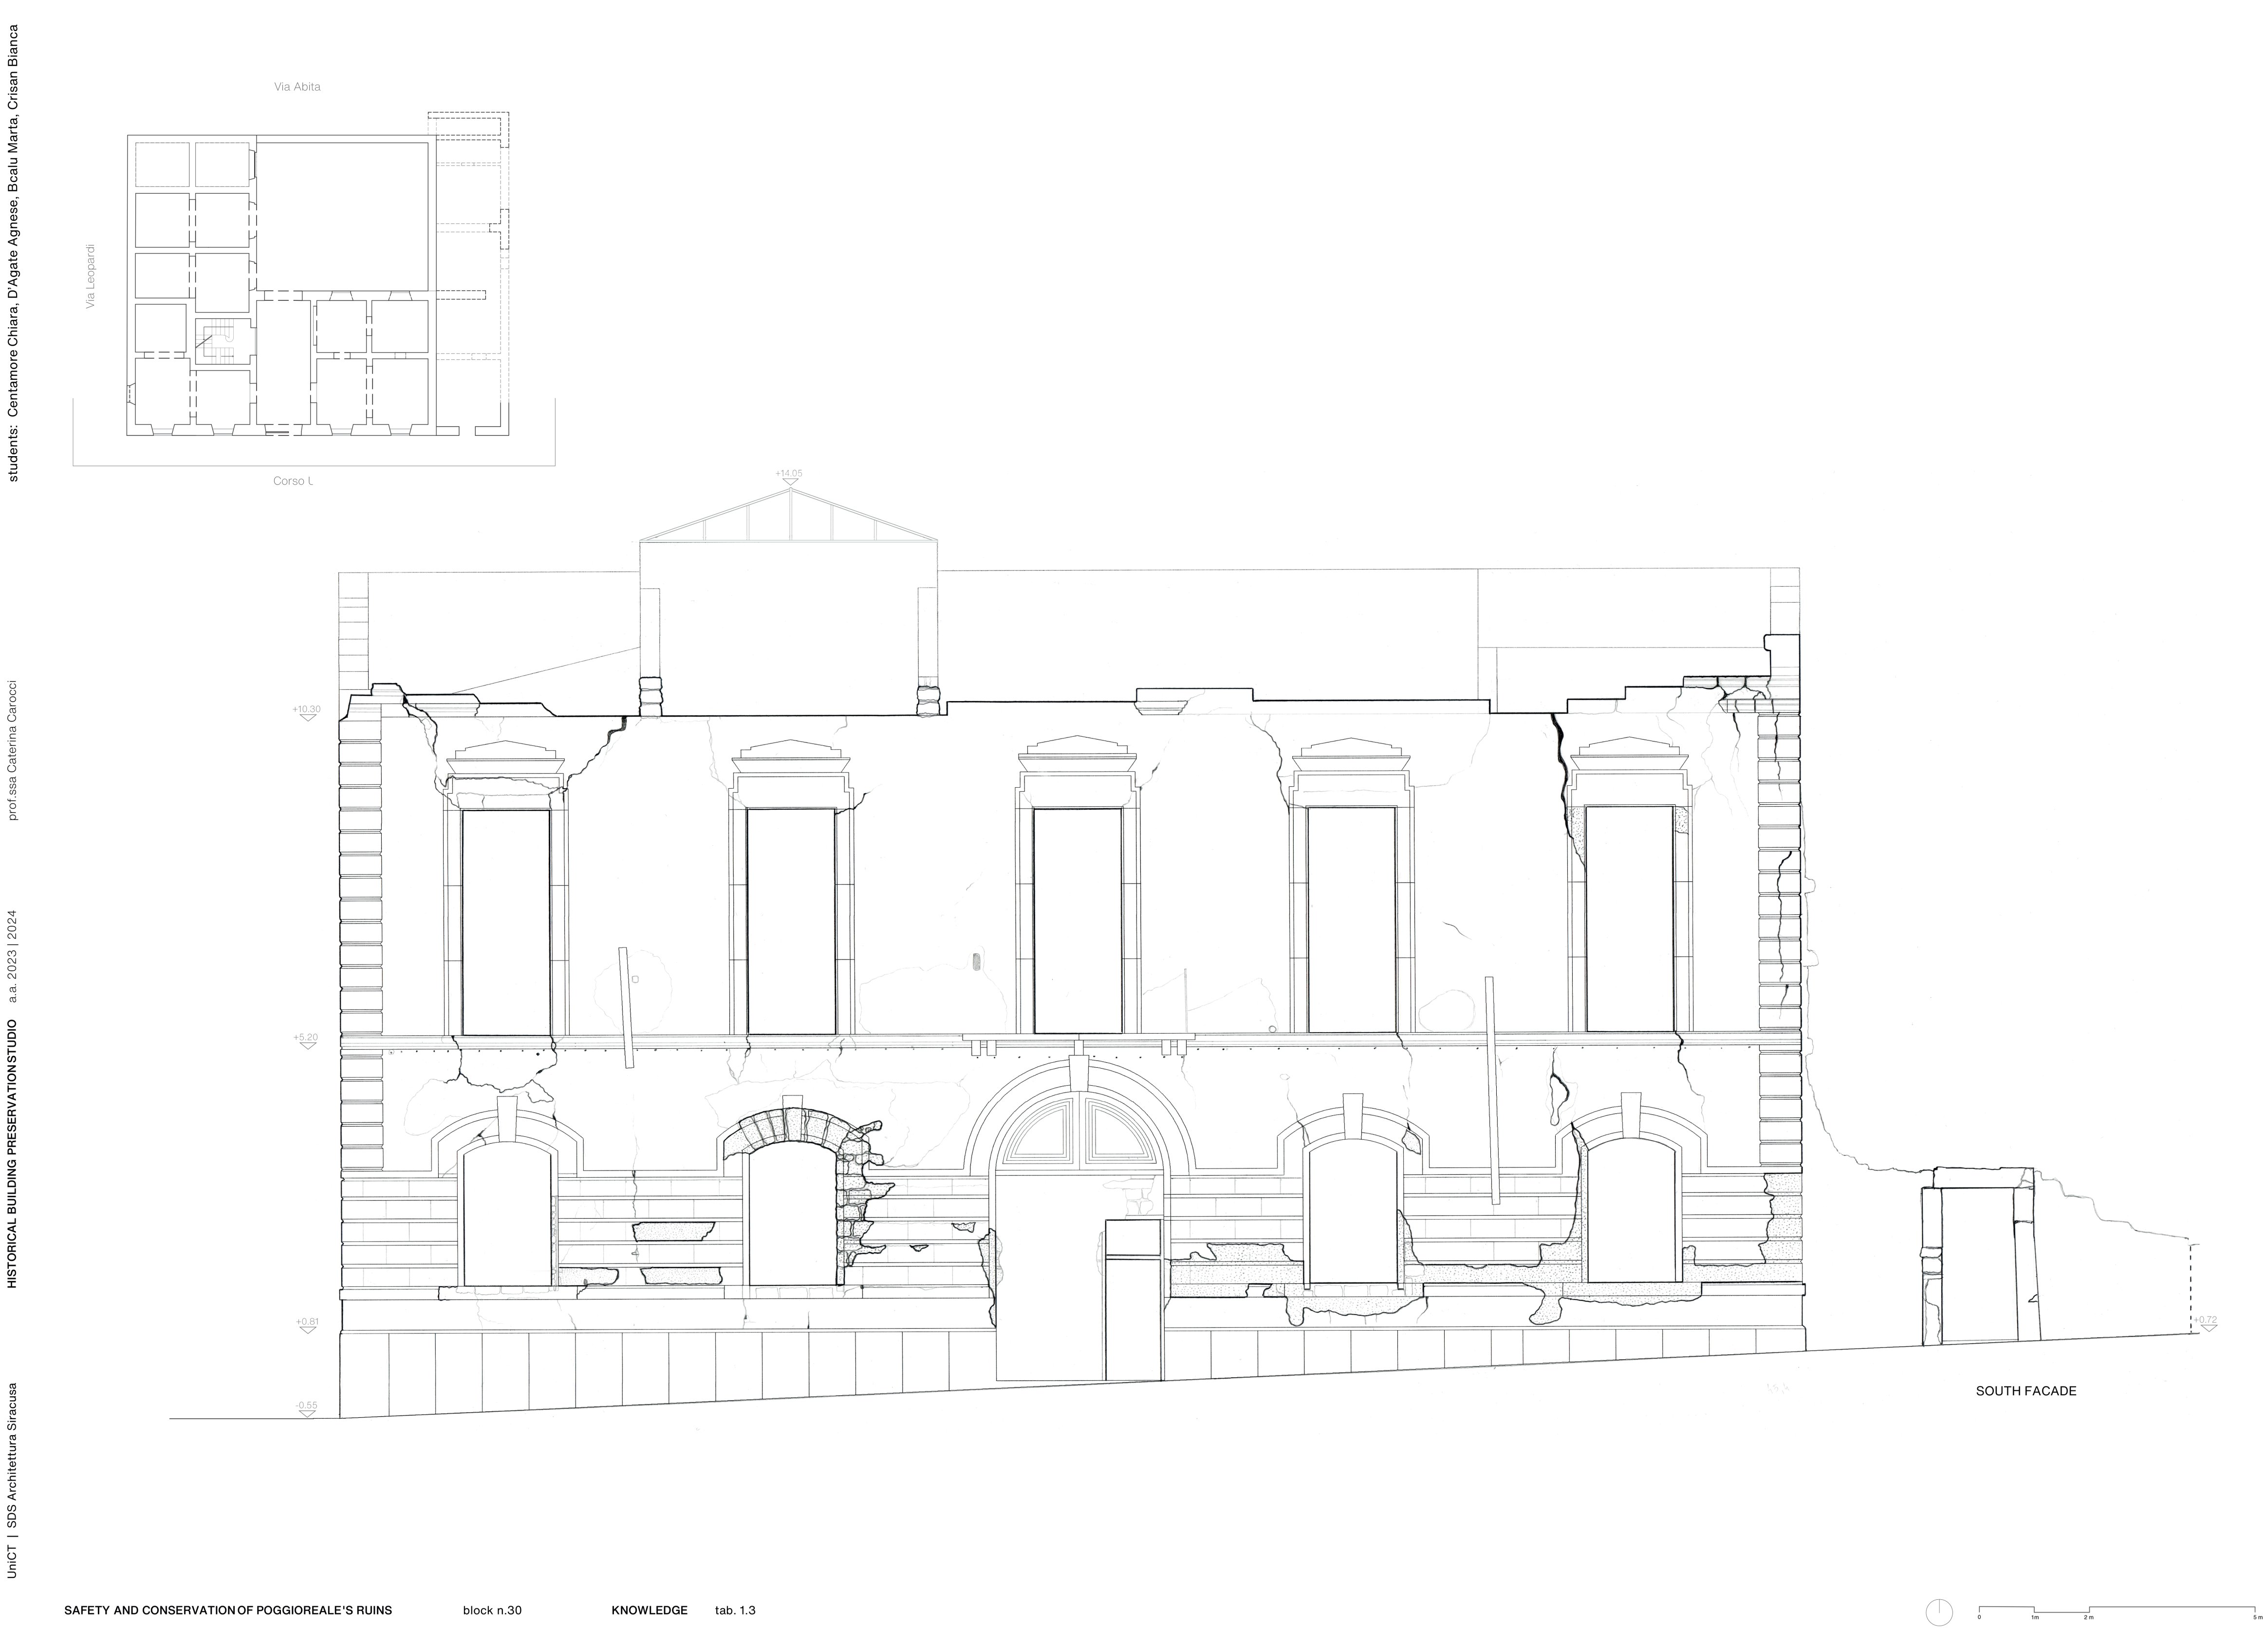 students: Centamore Chiara, D'Agate Agnese, Bcalu Marta, Crisan Bianca
prof.ssa Caterina Carocci
a.a. 2023 | 2024
HISTORICAL BUILDING PRESERVATION STUDIO
UniCT | SDS Architettura Siracusa
Via Abita
Via Leopardi
Corso L
+14.05
+10.30
+5.20
+0.81
+0.72
-0.55
SOUTH FACADE
SAFETY AND CONSERVATION OF POGGIOREALE'S RUINS block n.30 KNOWLEDGE tab. 1.3
0 1m 2 m 5 m